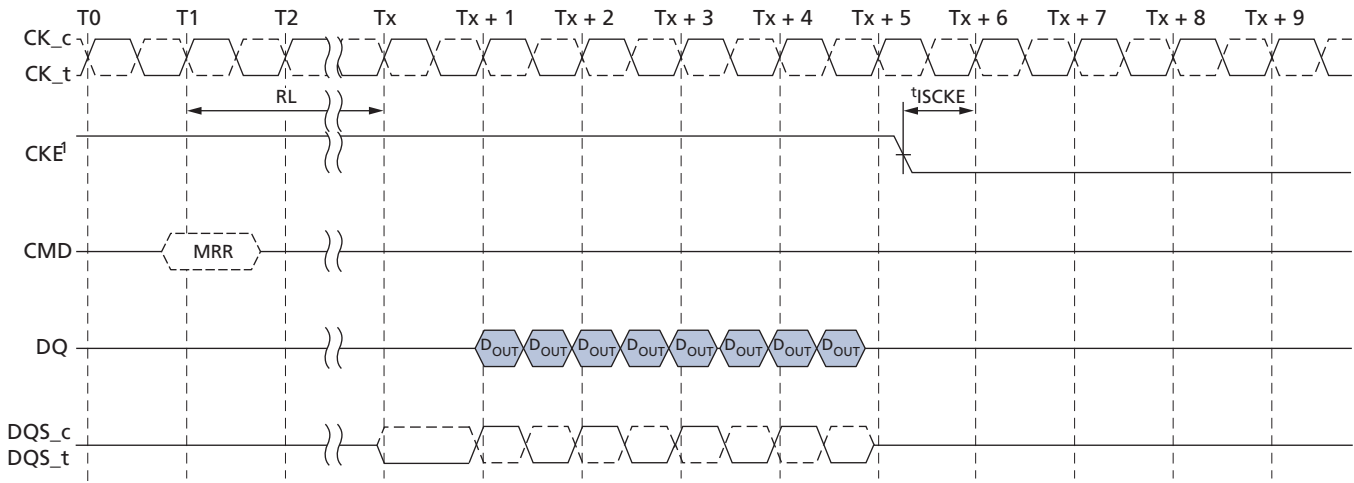 T0 T1 T2 Tx Tx + 1 Tx + 2 Tx + 3 Tx + 4 Tx + 5 Tx + 6 Tx + 7 Tx + 8 Tx + 9
CK_c
CK_t
RL tISCKE
CKE1
CMD MRR
DQ DOUT DOUT DOUT DOUT DOUT DOUT DOUT DOUT
DQS_c
DQS_t